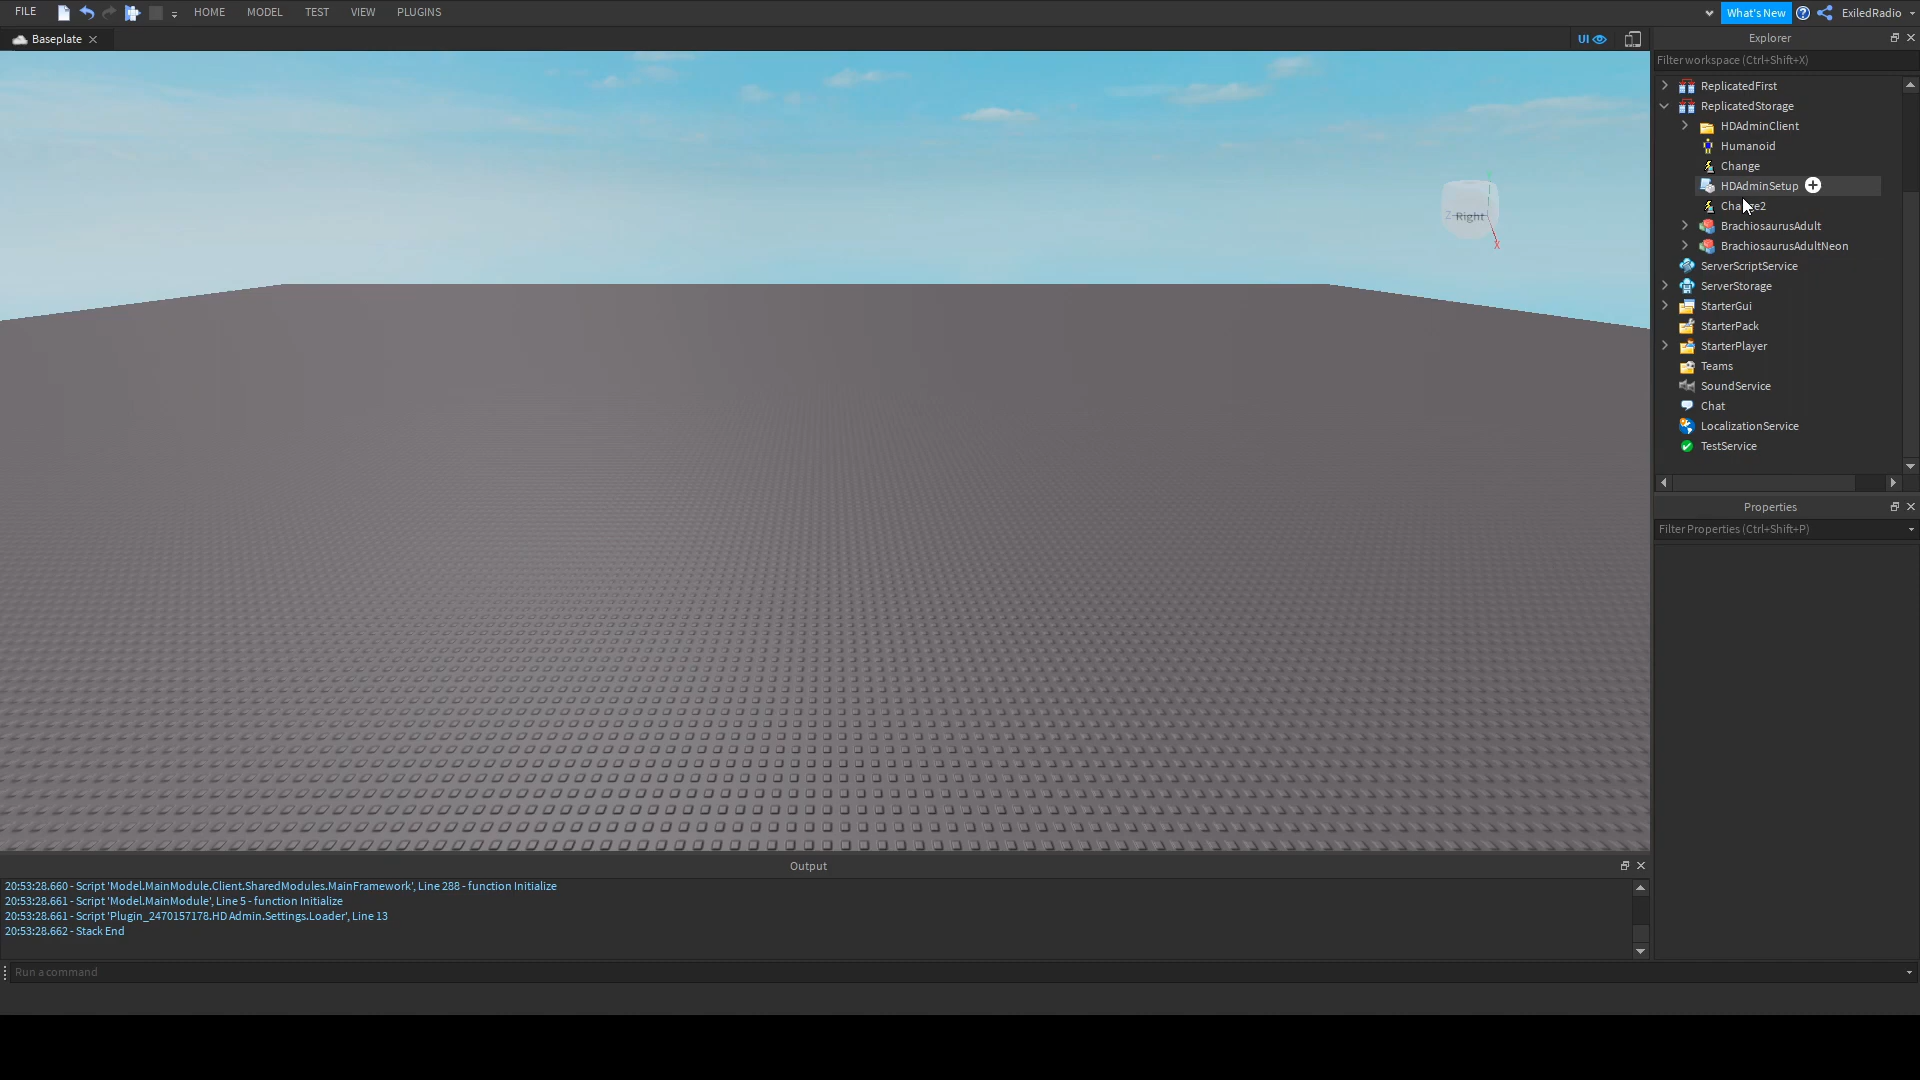 FILE HOME MODEL TEST VIEW PLUGINS What's New ExiledRadio
Baseplate UI
Explorer
Filter workspace (Ctrl+Shift+X)
ReplicatedFirst
ReplicatedStorage
HDAdminClient
Humanoid
Change
HDAdminSetup
Change2
BrachiosaurusAdult
BrachiosaurusAdultNeon
ServerScriptService
ServerStorage
StarterGui
StarterPack
StarterPlayer
Teams
SoundService
Chat
LocalizationService
TestService
Z Right
X
Properties
Filter Properties (Ctrl+Shift+P)
Output
20:53:28.660 - Script 'Model.MainModule.Client.SharedModules.MainFramework', Line 288 - function Initialize
20:53:28.661 - Script 'Model.MainModule', Line 5 - function Initialize
20:53:28.661 - Script 'Plugin_2470157178.HD Admin.Settings.Loader', Line 13
20:53:28.662 - Stack End
Run a command